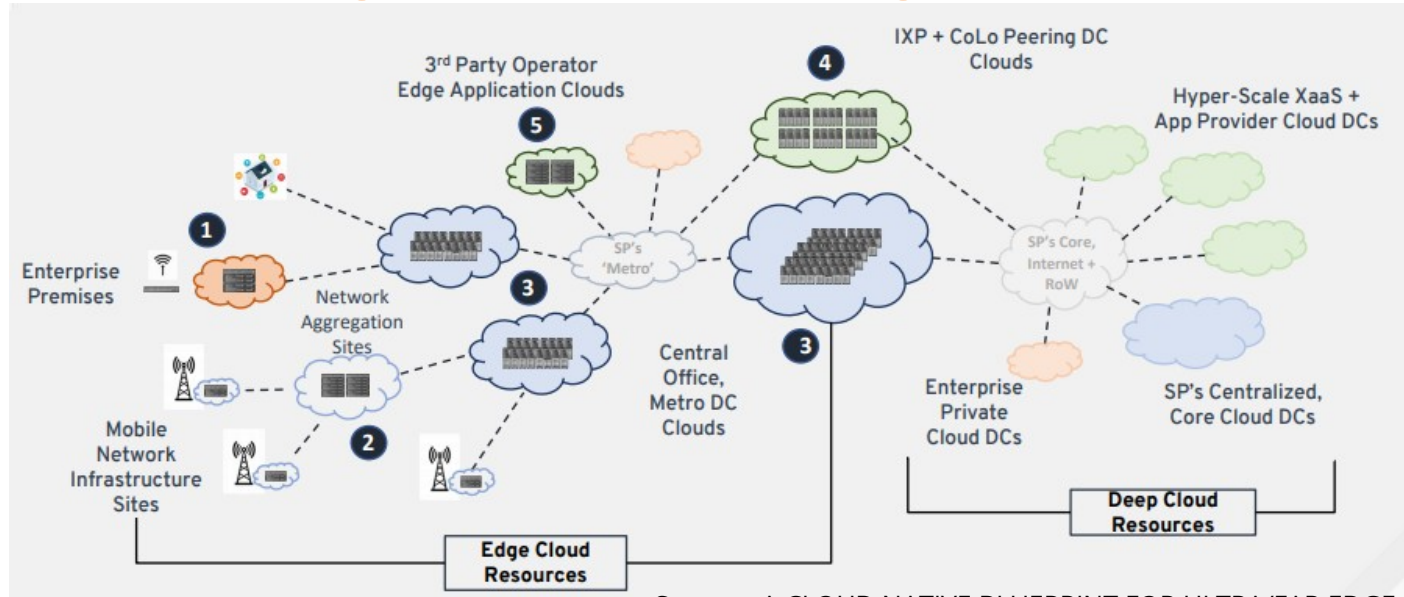 IXP + CoLo Peering DC
Clouds
4
3rd Party Operator
Edge Application Clouds
5
Hyper-Scale XaaS +
App Provider Cloud DCs
1
Enterprise
Premises
SP's
'Metro'
SP's Core,
Internet +
RoW
3
Network
Aggregation
Sites
3
Central
Office,
Metro DC
Clouds
Enterprise
Private
Cloud DCs
SP's Centralized,
Core Cloud DCs
2
Mobile
Network
Infrastructure
Sites
Deep Cloud
Resources
Edge Cloud
Resources